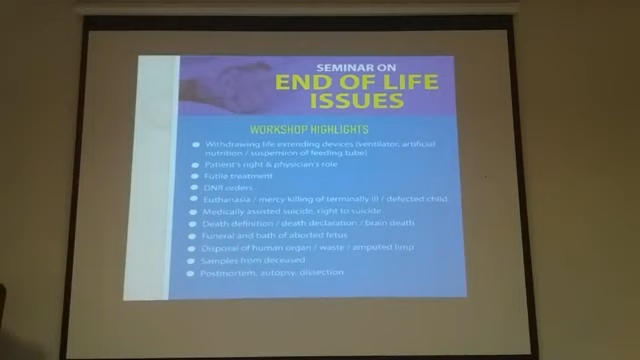 SEMINAR ON
END OF LIFE
ISSUES
WORKSHOP HIGHLIGHTS
Withdrawing life extending devices (ventilator, artificial
nutrition / suspension of feeding tube)
Patient's right & physician's role
Futile treatment
DNR orders
Euthanasia / mercy killing of terminally ill / defected child
Medically assisted suicide, right to suicide
Death definition / death declaration / brain death
Funeral and bath of aborted fetus
Disposal of human organ / waste / amputed limp
Samples from deceased
Postmortem, autopsy, dissection